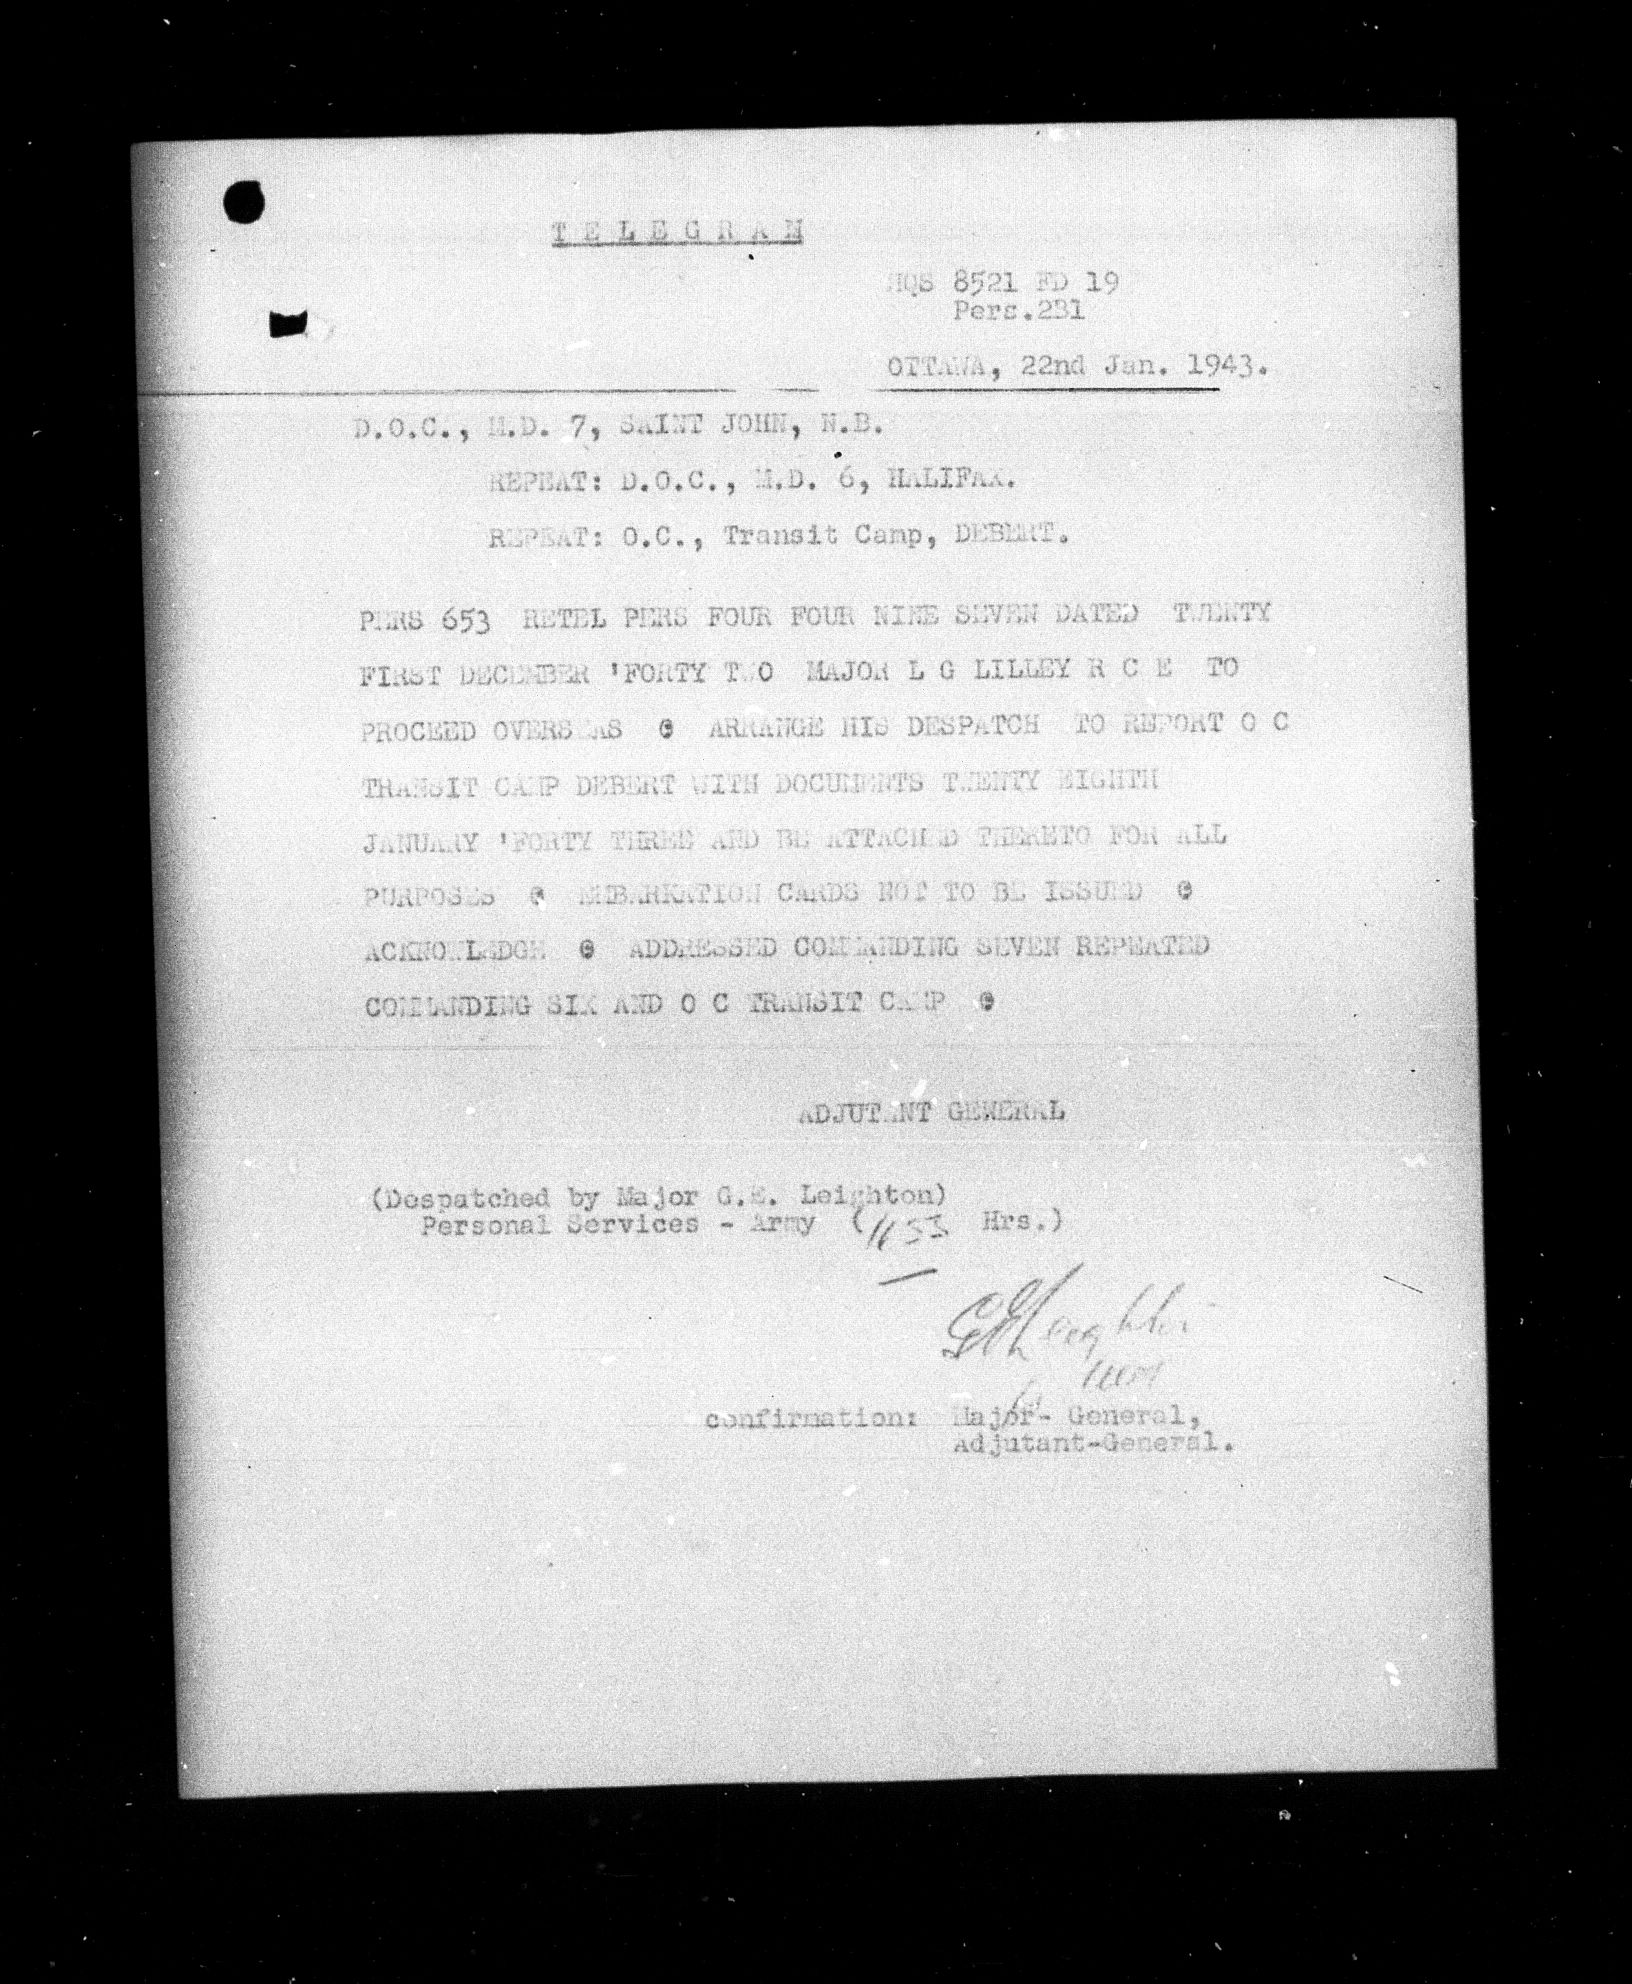 TELEGRAM
HQS 8521 FD 19
Pers.2B1
OTTAWA, 22nd Jan. 1943.
D.O.C., M.D. 7, SAINT JOHN, N.B.
REPEAT: D.O.C., M.D. 6, HALIFAX.
REPEAT: O.C., Transit Camp, DEBERT.
PERS 653 RETEL PERS FOUR FOUR NINE SEVEN DATED TWENTY
FIRST DECEMBER 'FORTY TWO MAJOR L G LILLEY R C E TO
PROCEED OVERSEAS @ ARRANGE HIS DESPATCH TO REPORT O C
TRANSIT CAMP DEBERT WITH DOCUMENTS TWENTY EIGHTH
JANUARY 'FORTY THREE AND BE ATTACHED THERETO FOR ALL
PURPOSES @ EMBARKATION CARDS NOT TO BE ISSUED @
ACKNOWLEDGE @ ADDRESSED COMMANDING SEVEN REPEATED
COMMANDING SIX AND O C TRANSIT CAMP @
ADJUTANT GENERAL
(Despatched by Major G.E. Leighton)
Personal Services - Army (1653 Hrs.)
GELeighton
confirmation: Major-General,
Adjutant-General.